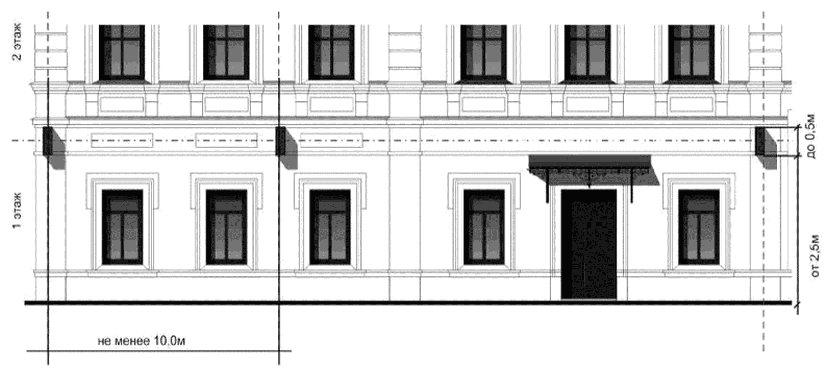 2 этаж
до 0,5м
1 этаж
от 2,5м
не менее 10.0м